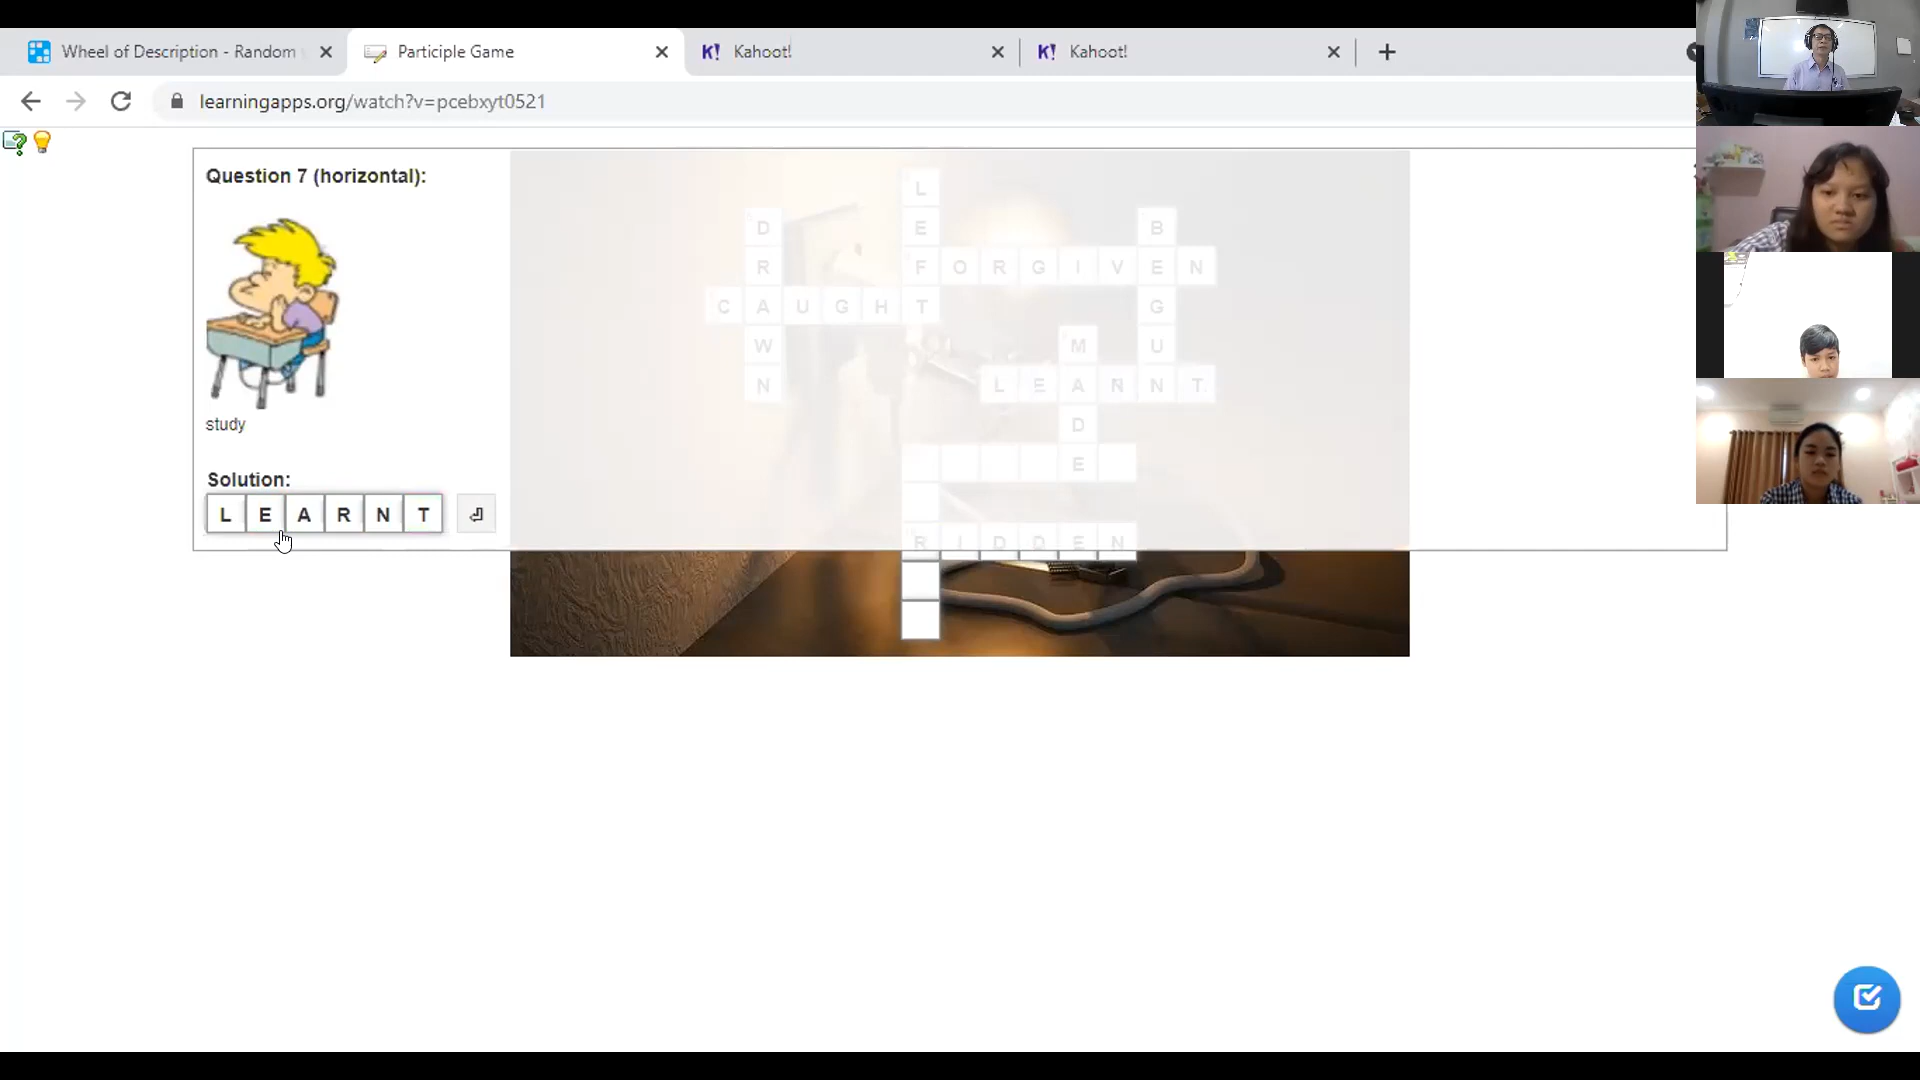 Wheel of Description - Random
Participle Game
Kahoot!
Kahoot!
learningapps.org/watch?v=pcebxyt0521
Question 7 (horizontal):
study
Solution:
L E A R N T
L
D E B
R F O R G I V E N
C A U G H T G
W M U
N L E A R N T
D
E
R I D D E N